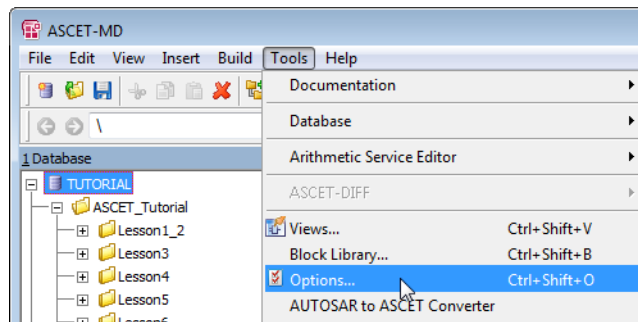 ASCET-MD
File Edit View Insert Build Tools Help
\
1 Database
TUTORIAL
ASCET_Tutorial
Lesson1_2
Lesson3
Lesson4
Lesson5
Lesson6
Documentation
Database
Arithmetic Service Editor
ASCET-DIFF
Views... Ctrl+Shift+V
Block Library... Ctrl+Shift+B
Options... Ctrl+Shift+O
AUTOSAR to ASCET Converter